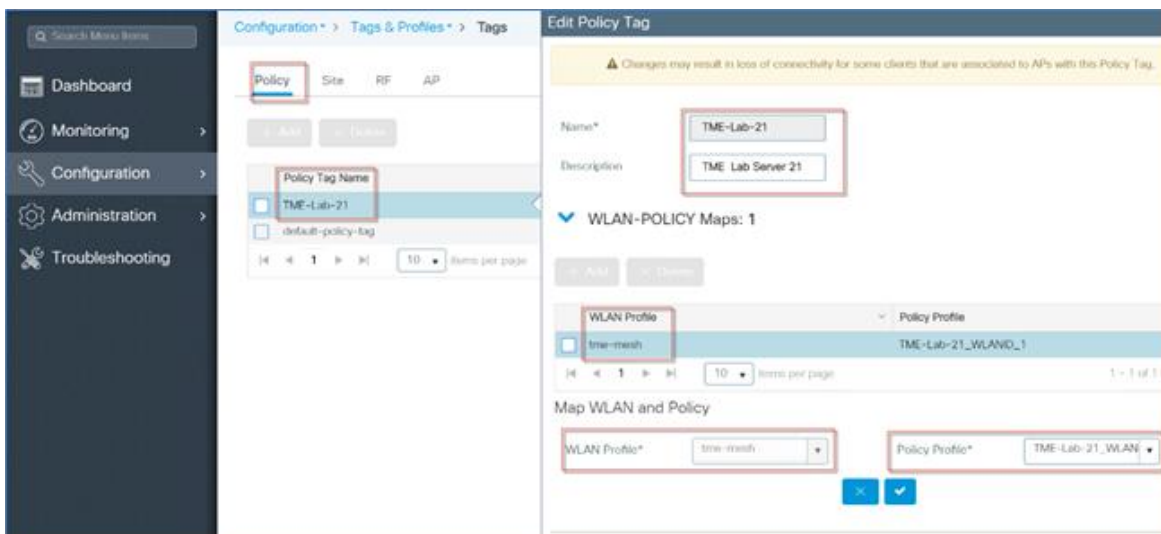 Search Menu Items
Dashboard
Monitoring
Configuration
Administration
Troubleshooting
Configuration > Tags & Profiles > Tags
Policy Site RF AP
+ Add × Delete
Policy Tag Name
TME-Lab-21
default-policy-tag
1 10 items per page
Edit Policy Tag
Changes may result in loss of connectivity for some clients that are associated to APs with this Policy Tag.
Name* TME-Lab-21
Description TME Lab Server 21
WLAN-POLICY Maps: 1
+ Add × Delete
WLAN Profile Policy Profile
tme-mesh TME-Lab-21_WLANID_1
1 10 items per page 1 - 1 of 1
Map WLAN and Policy
WLAN Profile* tme-mesh Policy Profile* TME-Lab-21_WLAN